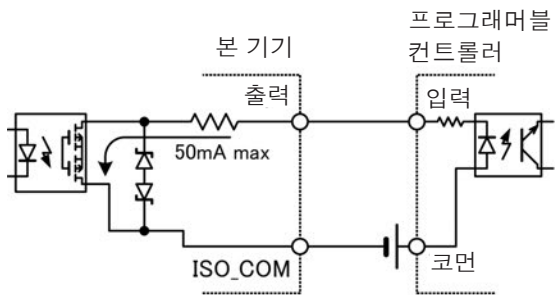 본 기기
프로그래머블
컨트롤러
출력
입력
50mA max
ISO_COM
코먼